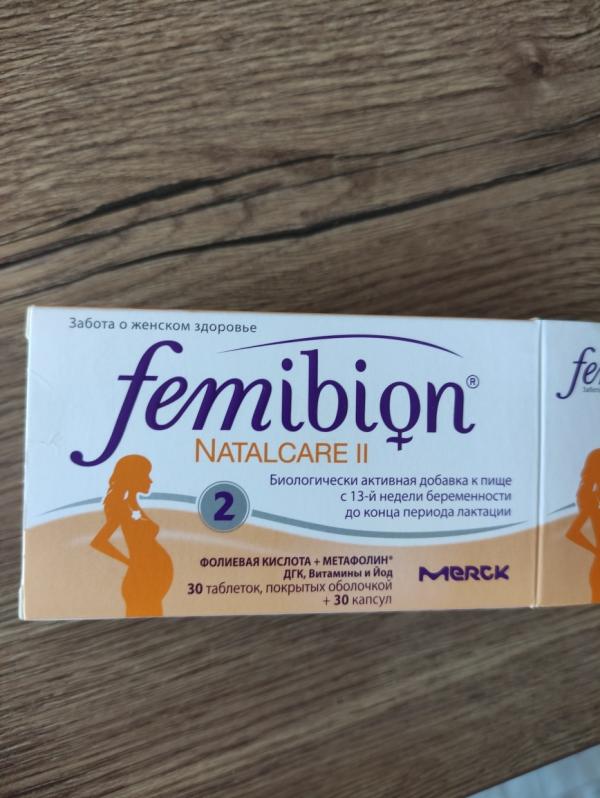 Забота о женском здоровье
femibion®
NATALCARE II
Биологически активная добавка к пище
с 13-й недели беременности
до конца периода лактации
2
ФОЛИЕВАЯ КИСЛОТА + МЕТАФОЛИН®
ДГК, Витамины и Йод
30 таблеток, покрытых оболочкой
+ 30 капсул
MERCK